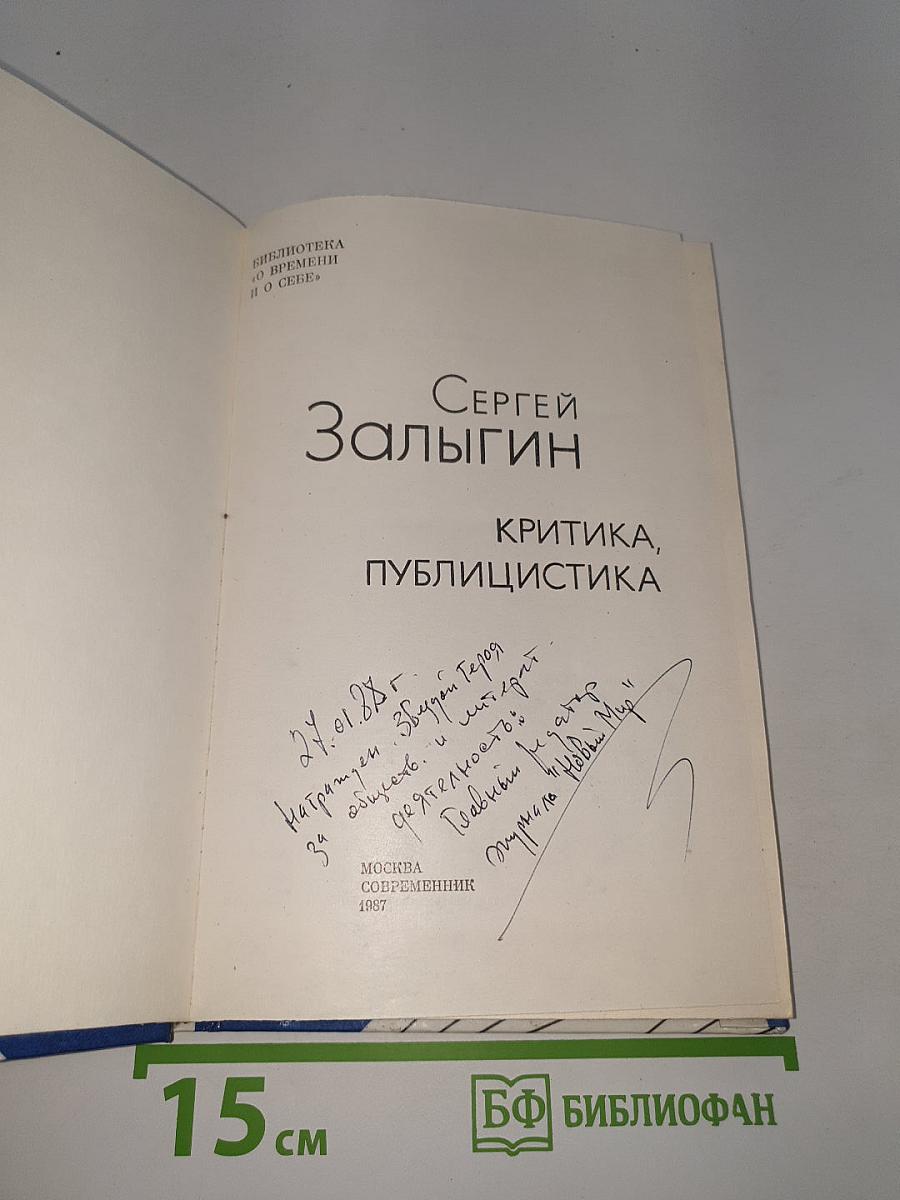 БИБЛИОТЕКА
«О ВРЕМЕНИ
И О СЕБЕ»
СЕРГЕЙ
ЗАЛЫГИН
КРИТИКА,
ПУБЛИЦИСТИКА
27.01.88 г.
Награжден Звездой Героя
за обществ. и литерат.
деятельность.
Главный редактор
журнала "Новый Мир"
МОСКВА
СОВРЕМЕННИК
1987
15 см
БФ БИБЛИОФАН